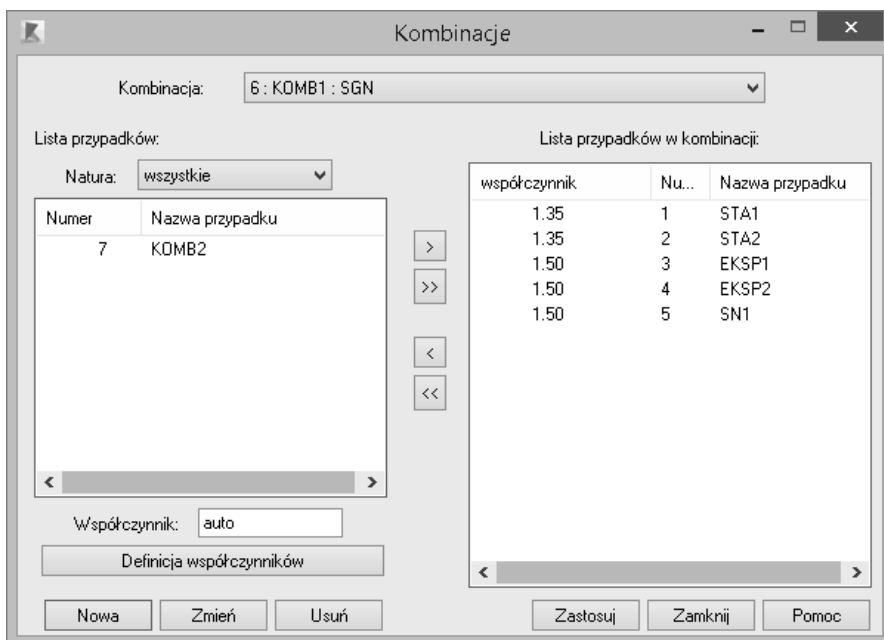 Kombinacje
Kombinacja: 6 : KOMB1 : SGN
Lista przypadków:
Natura: wszystkie
Numer Nazwa przypadku
7 KOMB2
Współczynnik: auto
Definicja współczynników
Nowa Zmień Usuń
> 
>>
<
<<
Lista przypadków w kombinacji:
współczynnik Nu... Nazwa przypadku
1.35 1 STA1
1.35 2 STA2
1.50 3 EKSP1
1.50 4 EKSP2
1.50 5 SN1
Zastosuj Zamknij Pomoc